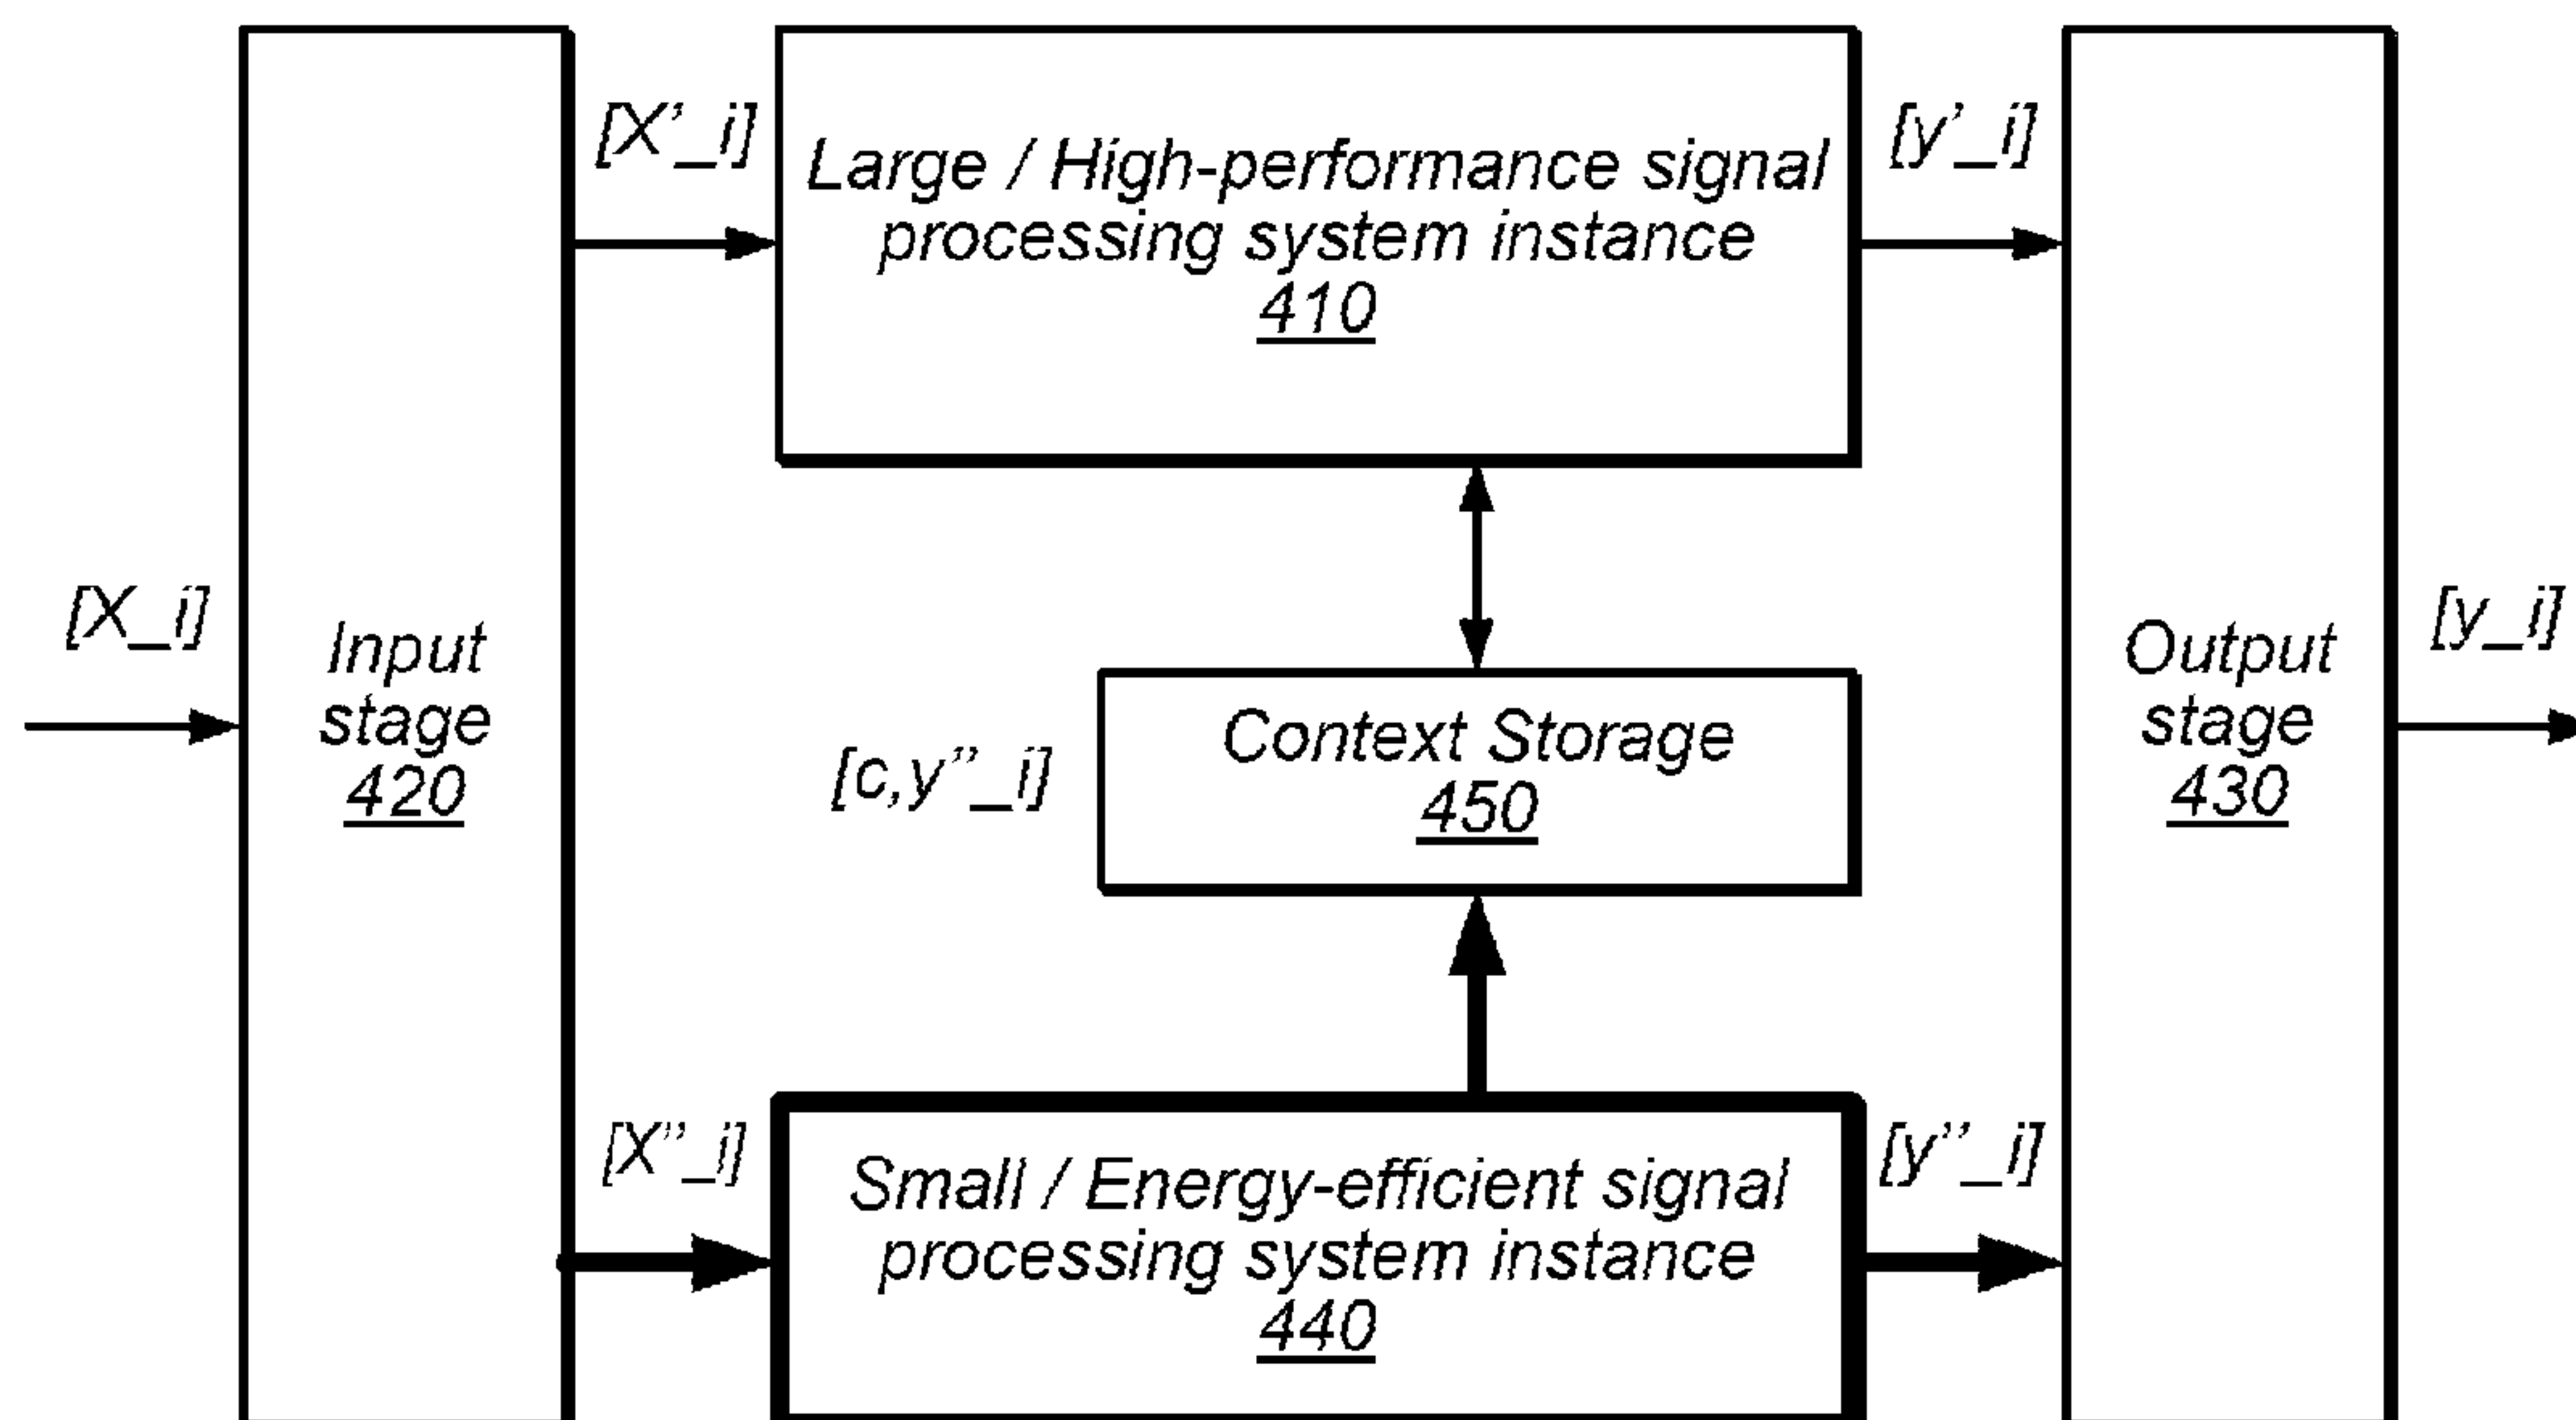 [X_i]
Input
stage
420
[X’_i]
Large / High-performance signal
processing system instance
410
[y’_i]
[c,y’’_i]
Context Storage
450
[X’’_i]
Small / Energy-efficient signal
processing system instance
440
[y’’_i]
Output
stage
430
[y_i]